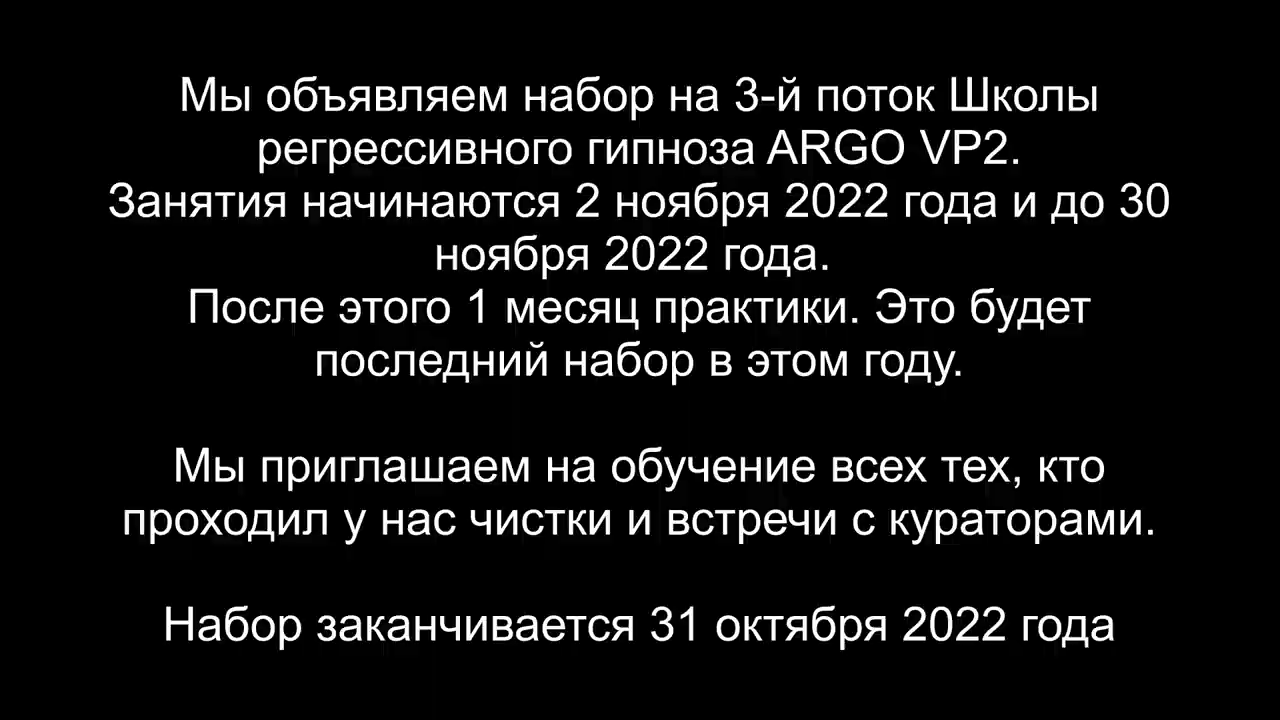 Мы объявляем набор на 3-й поток Школы
регрессивного гипноза ARGO VP2.
Занятия начинаются 2 ноября 2022 года и до 30
ноября 2022 года.
После этого 1 месяц практики. Это будет
последний набор в этом году.
Мы приглашаем на обучение всех тех, кто
проходил у нас чистки и встречи с кураторами.
Набор заканчивается 31 октября 2022 года